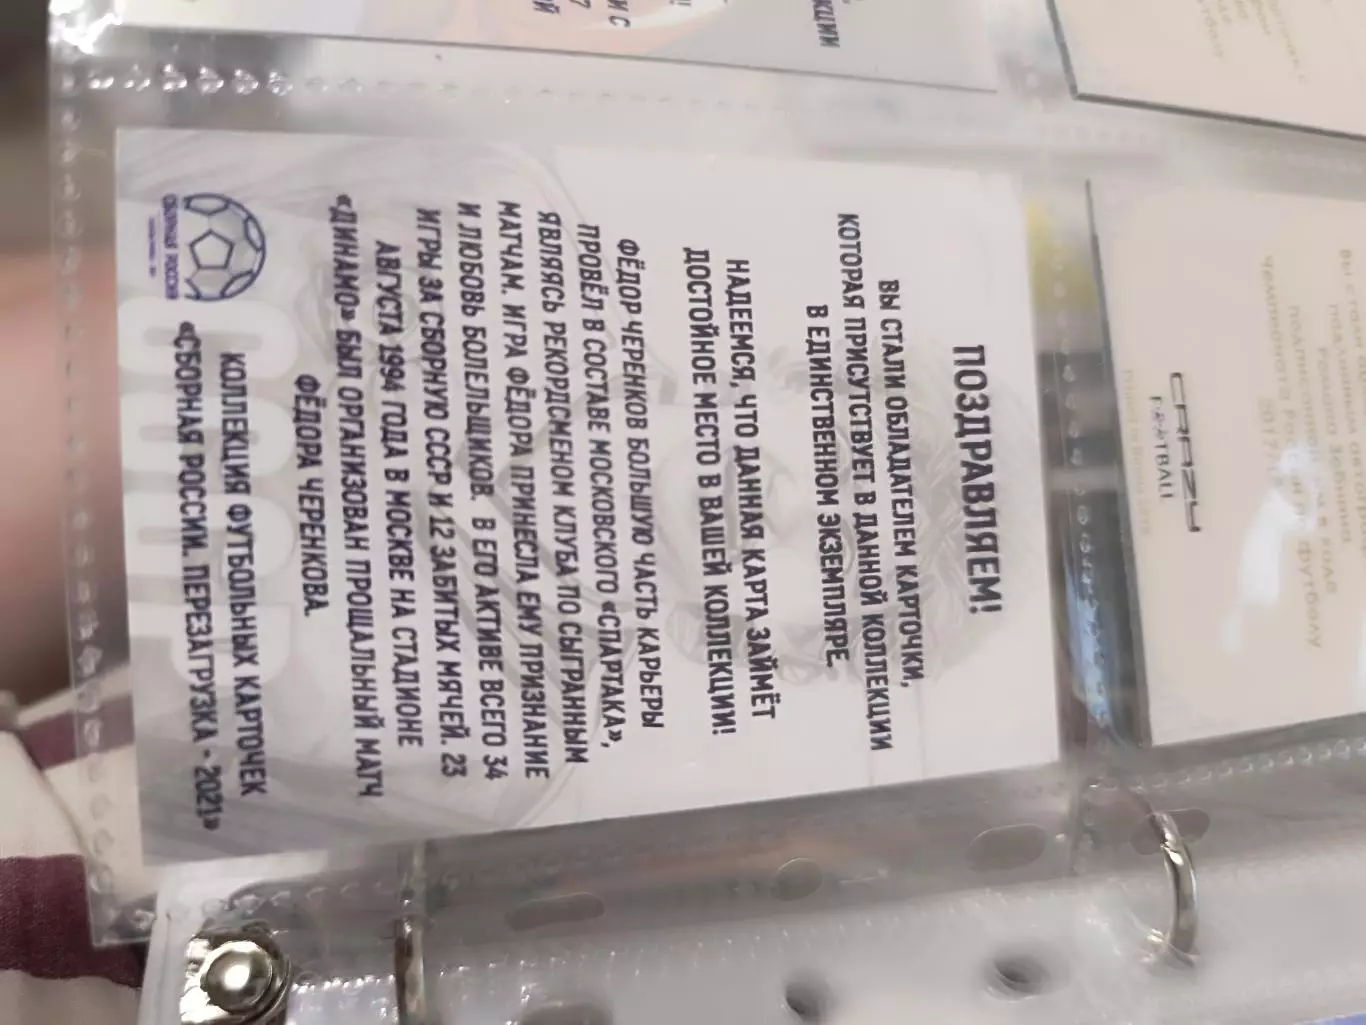 ПОЗДРАВЛЯЕМ!
ВЫ СТАЛИ ОБЛАДАТЕЛЕМ КАРТОЧКИ,
КОТОРАЯ ПРИСУТСТВУЕТ В ДАННОЙ КОЛЛЕКЦИИ
В ЕДИНСТВЕННОМ ЭКЗЕМПЛЯРЕ.
НАДЕЕМСЯ, ЧТО ДАННАЯ КАРТА ЗАЙМЁТ
ДОСТОЙНОЕ МЕСТО В ВАШЕЙ КОЛЛЕКЦИИ!
ФЁДОР ЧЕРЕНКОВ БОЛЬШУЮ ЧАСТЬ КАРЬЕРЫ
ПРОВЁЛ В СОСТАВЕ МОСКОВСКОГО «СПАРТАКА»,
ЯВЛЯЯСЬ РЕКОРДСМЕНОМ КЛУБА ПО СЫГРАННЫМ
МАТЧАМ. ИГРА ФЁДОРА ПРИНЕСЛА ЕМУ ПРИЗНАНИЕ
И ЛЮБОВЬ БОЛЕЛЬЩИКОВ. В ЕГО АКТИВЕ ВСЕГО 34
ИГРЫ ЗА СБОРНУЮ СССР И 12 ЗАБИТЫХ МЯЧЕЙ. 23
АВГУСТА 1994 ГОДА В МОСКВЕ НА СТАДИОНЕ
«ДИНАМО» БЫЛ ОРГАНИЗОВАН ПРОЩАЛЬНЫЙ МАТЧ
ФЁДОРА ЧЕРЕНКОВА.
КОЛЛЕКЦИЯ ФУТБОЛЬНЫХ КАРТОЧЕК
«СБОРНАЯ РОССИИ. ПЕРЕЗАГРУЗКА - 2021»
СБОРНАЯ РОССИИ
CRAZY
FOOTBALL